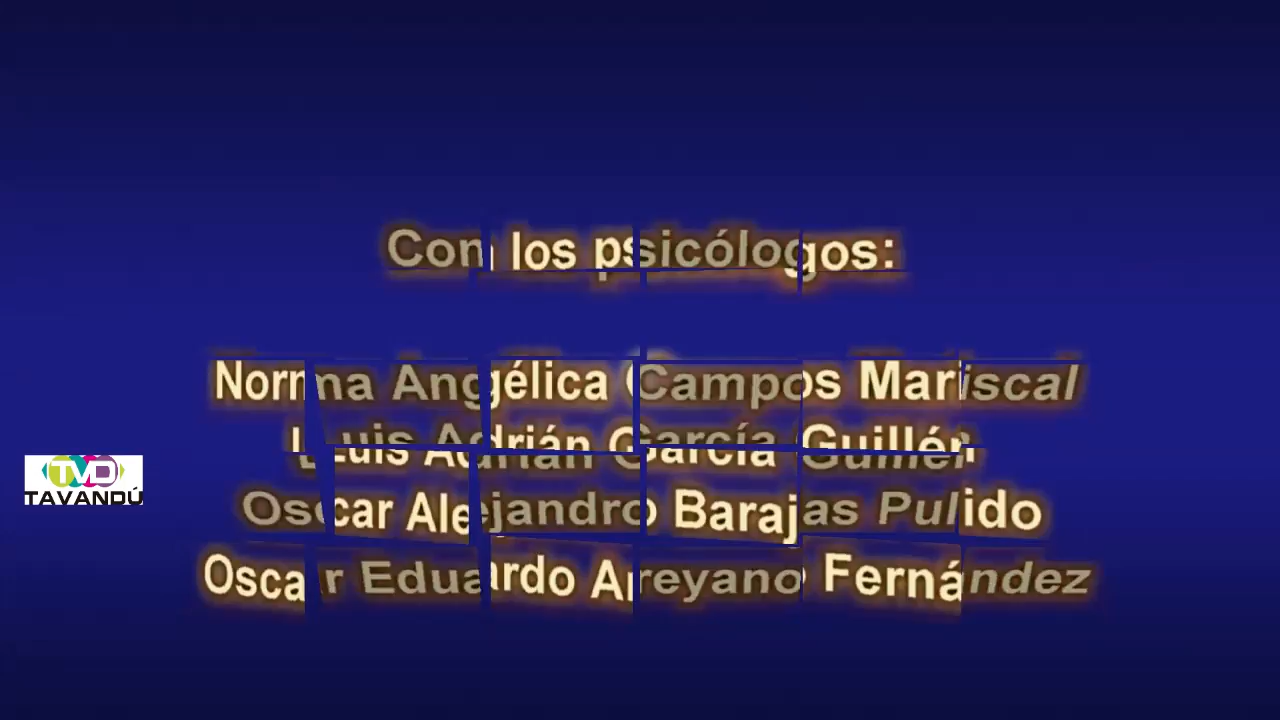 Con los psicólogos:
Norma Angélica Campos Mariscal
Luis Adrián García Guillén
Oscar Alejandro Barajas Pulido
Oscar Eduardo Arreyano Fernández
TVD
TAVANDÚ